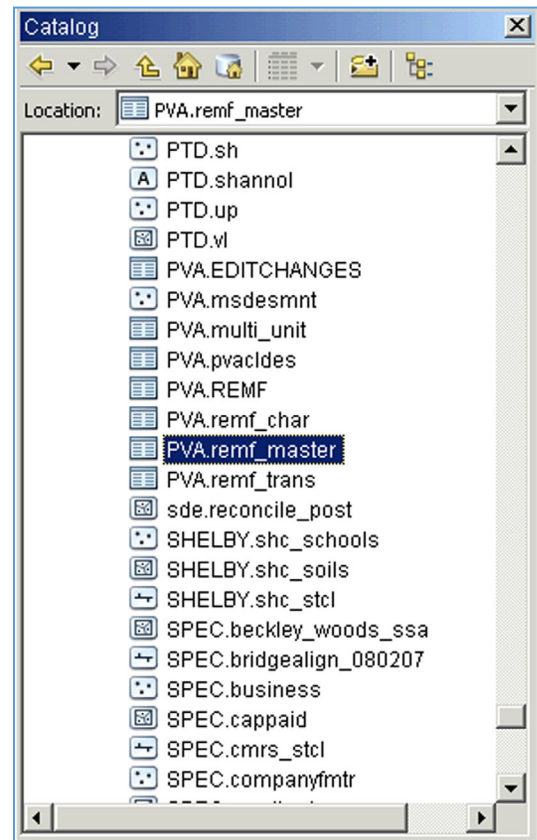 Catalog
Location: PVA.remf_master
PTD.sh
A PTD.shannol
PTD.up
PTD.vl
PVA.EDITCHANGES
PVA.msdesmnt
PVA.multi_unit
PVA.pvacldes
PVA.REMF
PVA.remf_char
PVA.remf_master
PVA.remf_trans
sde.reconcile_post
SHELBY.shc_schools
SHELBY.shc_soils
SHELBY.shc_stcl
SPEC.beckley_woods_ssa
SPEC.bridgealign_080207
SPEC.business
SPEC.cappaid
SPEC.cmrs_stcl
SPEC.companyfmtr